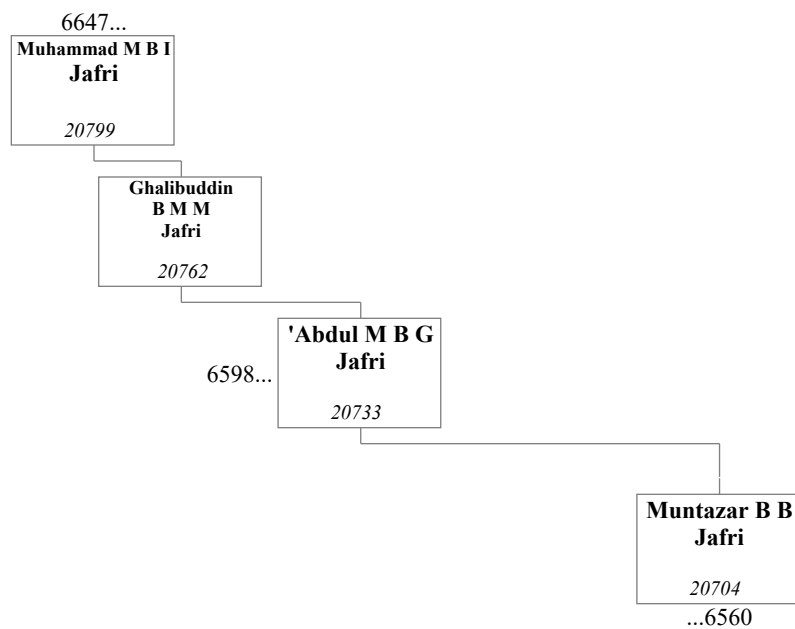 6647...
Muhammad M B I
Jafri
20799
Ghalibuddin
B M M
Jafri
20762
'Abdul M B G
Jafri
6598...
20733
Muntazar B B
Jafri
20704
...6560